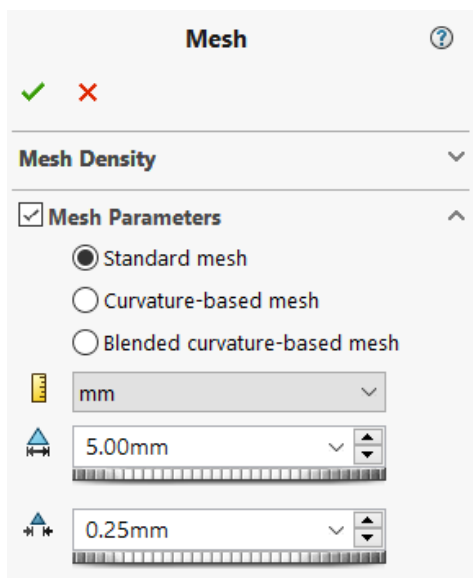 Mesh
Mesh Density
Mesh Parameters
Standard mesh
Curvature-based mesh
Blended curvature-based mesh
mm
5.00mm
0.25mm